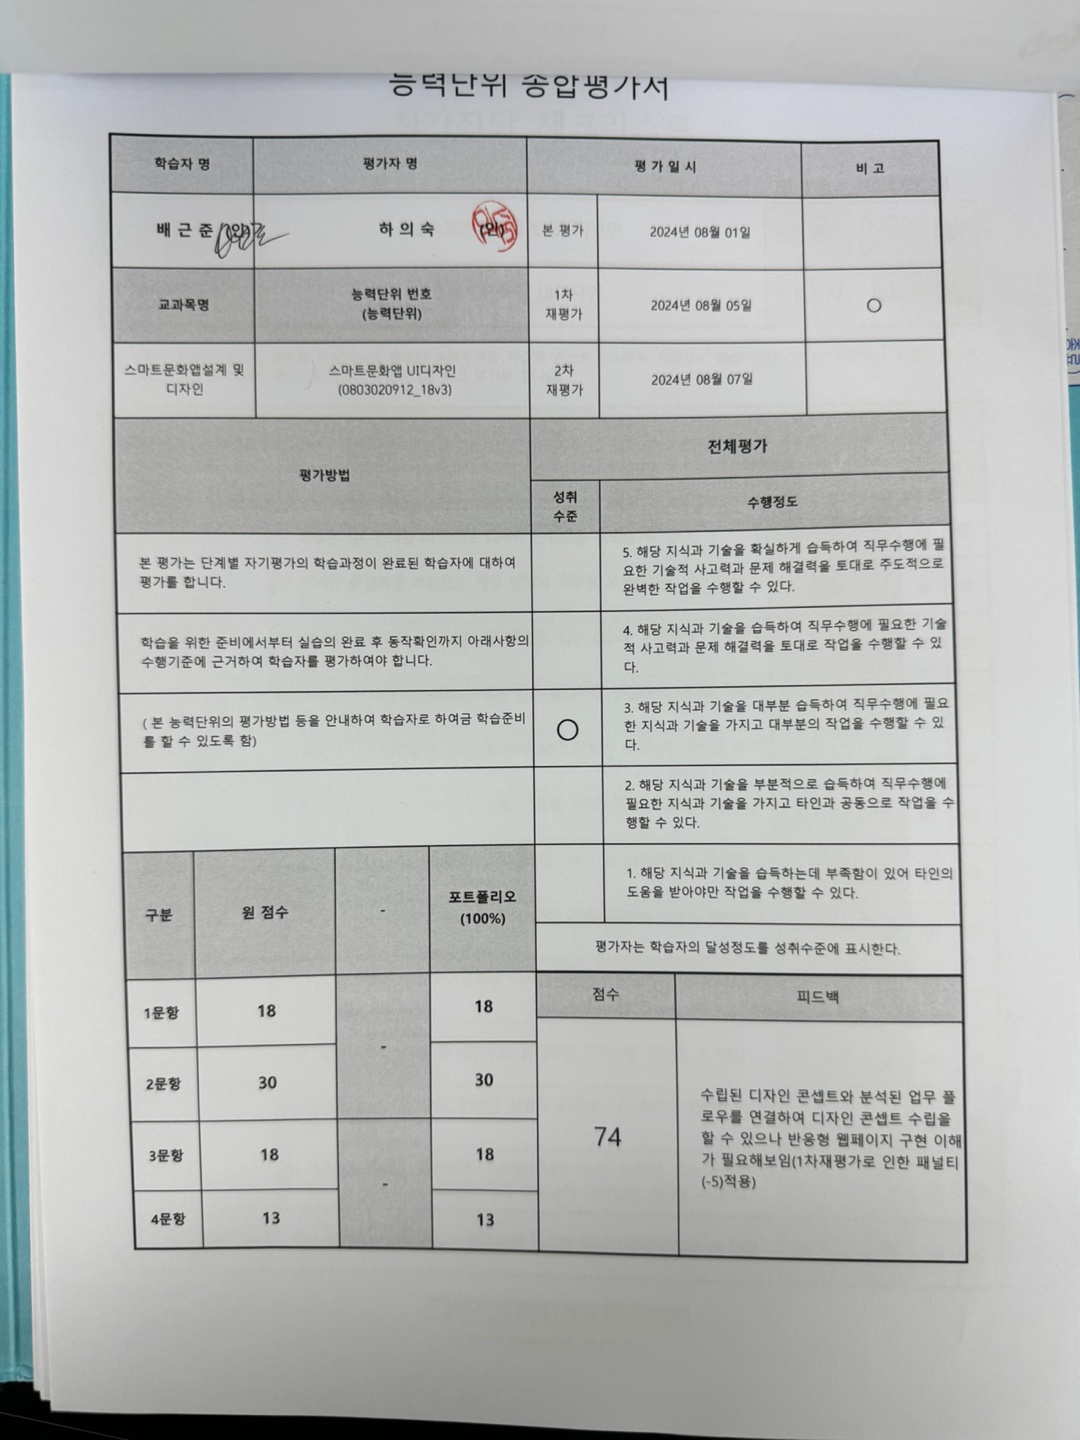 능력단위 종합평가서
학습자 명
평가자 명
평 가 일 시
비 고
배 근 준 (인)
하 의 숙 (인)
본 평가
2024년 08월 01일
교과목명
능력단위 번호
(능력단위)
1차
재평가
2024년 08월 05일
○
스마트문화앱설계 및
디자인
스마트문화앱 UI디자인
(0803020912_18v3)
2차
재평가
2024년 08월 07일
평가방법
전체평가
성취
수준
수행정도
본 평가는 단계별 자기평가의 학습과정이 완료된 학습자에 대하여
평가를 합니다.
5. 해당 지식과 기술을 확실하게 습득하여 직무수행에 필
요한 기술적 사고력과 문제 해결력을 토대로 주도적으로
완벽한 작업을 수행할 수 있다.
학습을 위한 준비에서부터 실습의 완료 후 동작확인까지 아래사항의
수행기준에 근거하여 학습자를 평가하여야 합니다.
4. 해당 지식과 기술을 습득하여 직무수행에 필요한 기술
적 사고력과 문제 해결력을 토대로 작업을 수행할 수 있
다.
( 본 능력단위의 평가방법 등을 안내하여 학습자로 하여금 학습준비
를 할 수 있도록 함)
○
3. 해당 지식과 기술을 대부분 습득하여 직무수행에 필요
한 지식과 기술을 가지고 대부분의 작업을 수행할 수 있
다.
2. 해당 지식과 기술을 부분적으로 습득하여 직무수행에
필요한 지식과 기술을 가지고 타인과 공동으로 작업을 수
행할 수 있다.
1. 해당 지식과 기술을 습득하는데 부족함이 있어 타인의
도움을 받아야만 작업을 수행할 수 있다.
평가자는 학습자의 달성정도를 성취수준에 표시한다.
구분
원 점수
-
포트폴리오
(100%)
점수
피드백
1문항
18
-
18
2문항
30
30
3문항
18
-
18
4문항
13
13
74
수립된 디자인 콘셉트와 분석된 업무 플
로우를 연결하여 디자인 콘셉트 수립을
할 수 있으나 반응형 웹페이지 구현 이해
가 필요해보임(1차재평가로 인한 패널티
(-5)적용)